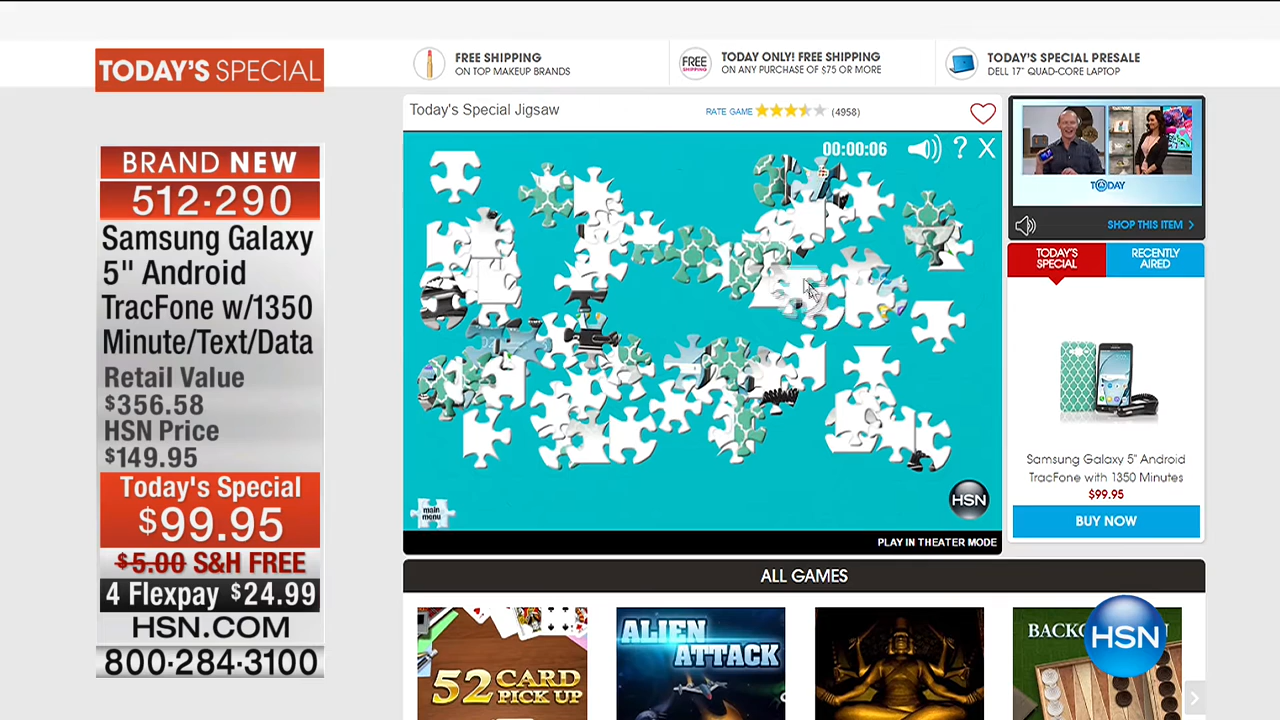 TODAY'S SPECIAL
FREE SHIPPING
ON TOP MAKEUP BRANDS
FREE
SHIPPING
TODAY ONLY! FREE SHIPPING
ON ANY PURCHASE OF $75 OR MORE
TODAY'S SPECIAL PRESALE
DELL 17" QUAD-CORE LAPTOP
BRAND NEW
512-290
Samsung Galaxy
5" Android
TracFone w/1350
Minute/Text/Data
Retail Value
$356.58
HSN Price
$149.95
Today's Special
$99.95
$5.00 S&H FREE
4 Flexpay $24.99
HSN.COM
800-284-3100
Today's Special Jigsaw
RATE GAME
(4958)
00:00:06
? X
main
menu
HSN
PLAY IN THEATER MODE
TODAY
SHOP THIS ITEM >
TODAY'S
SPECIAL
RECENTLY
AIRED
Samsung Galaxy 5" Android
TracFone with 1350 Minutes
$99.95
BUY NOW
ALL GAMES
52 CARD
PICK UP
ALIEN
ATTACK
HSN